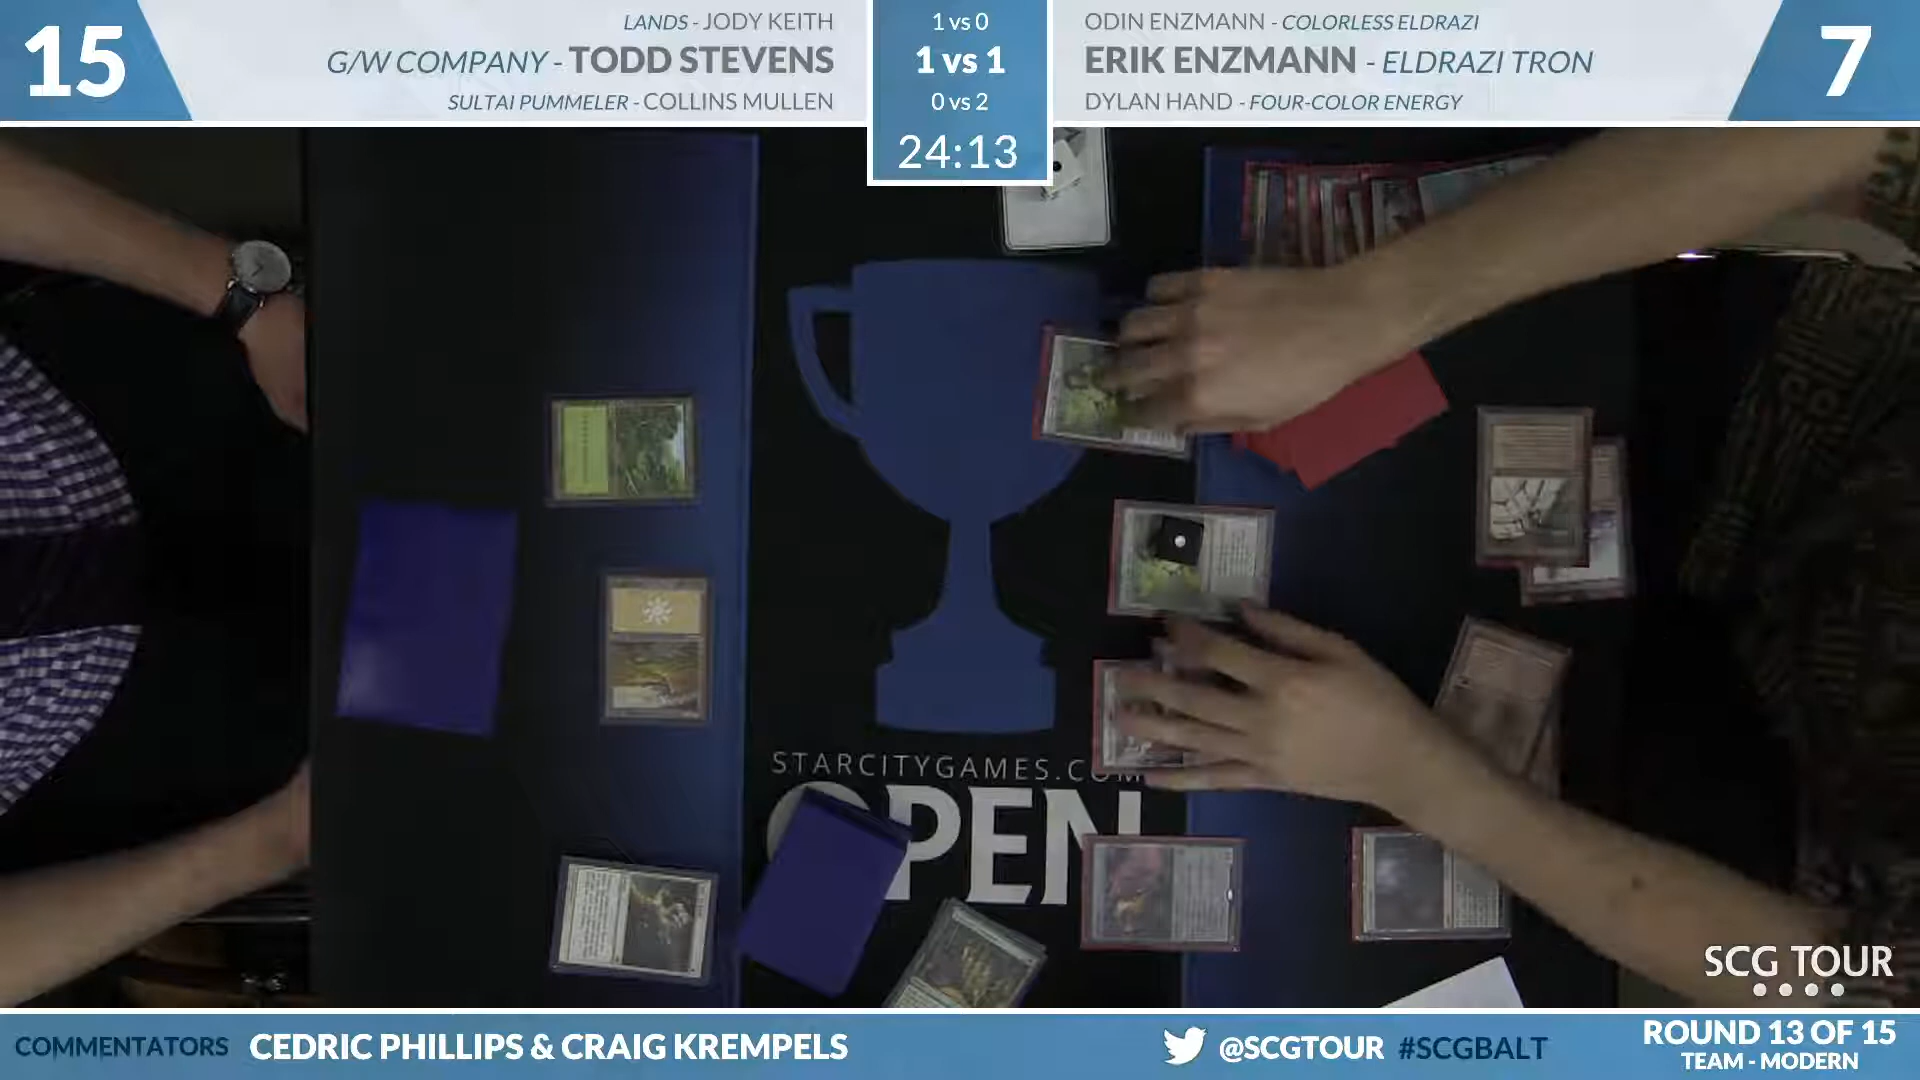 15
LANDS - JODY KEITH
G/W COMPANY - TODD STEVENS
SULTAI PUMMELER - COLLINS MULLEN
1 vs 0
1 vs 1
0 vs 2
24:13
ODIN ENZMANN - COLORLESS ELDRAZI
ERIK ENZMANN - ELDRAZI TRON
DYLAN HAND - FOUR-COLOR ENERGY
7
STARCITYGAMES.COM
OPEN
SCG TOUR
COMMENTATORS CEDRIC PHILLIPS & CRAIG KREMPELS
@SCGTOUR #SCGBALT
ROUND 13 OF 15
TEAM - MODERN